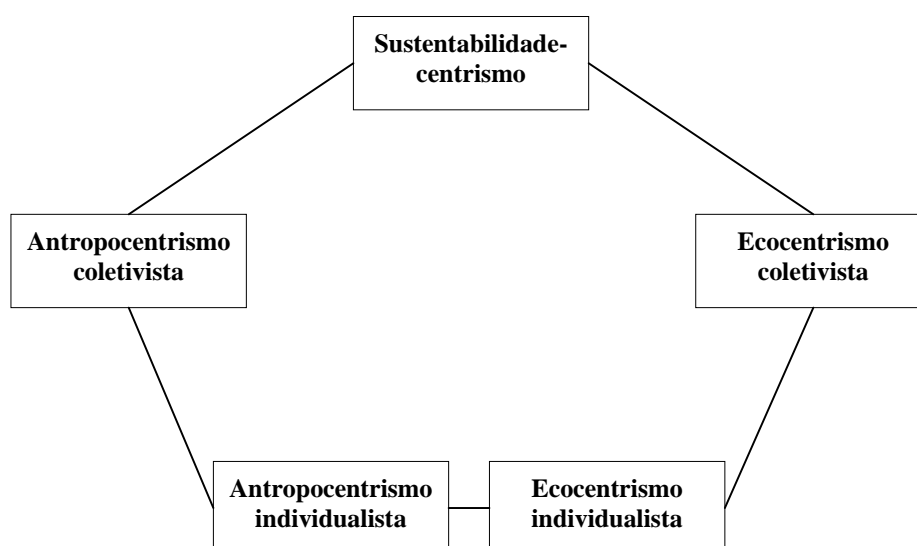 Sustentabilidade-
centrismo
Antropocentrismo
coletivista
Ecocentrismo
coletivista
Antropocentrismo
individualista
Ecocentrismo
individualista